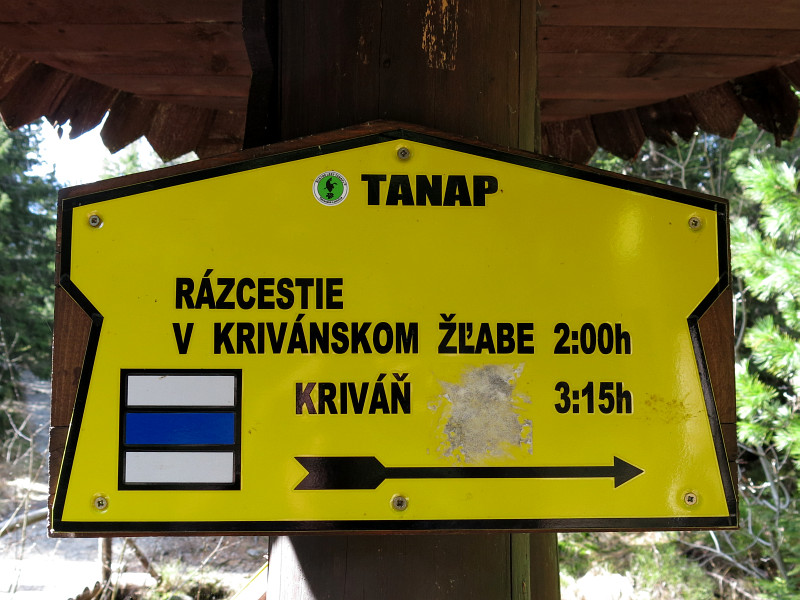 TANAP
RÁZCESTIE
V KRIVÁNSKOM ŽĽABE 2:00h
KRIVÁŇ 3:15h